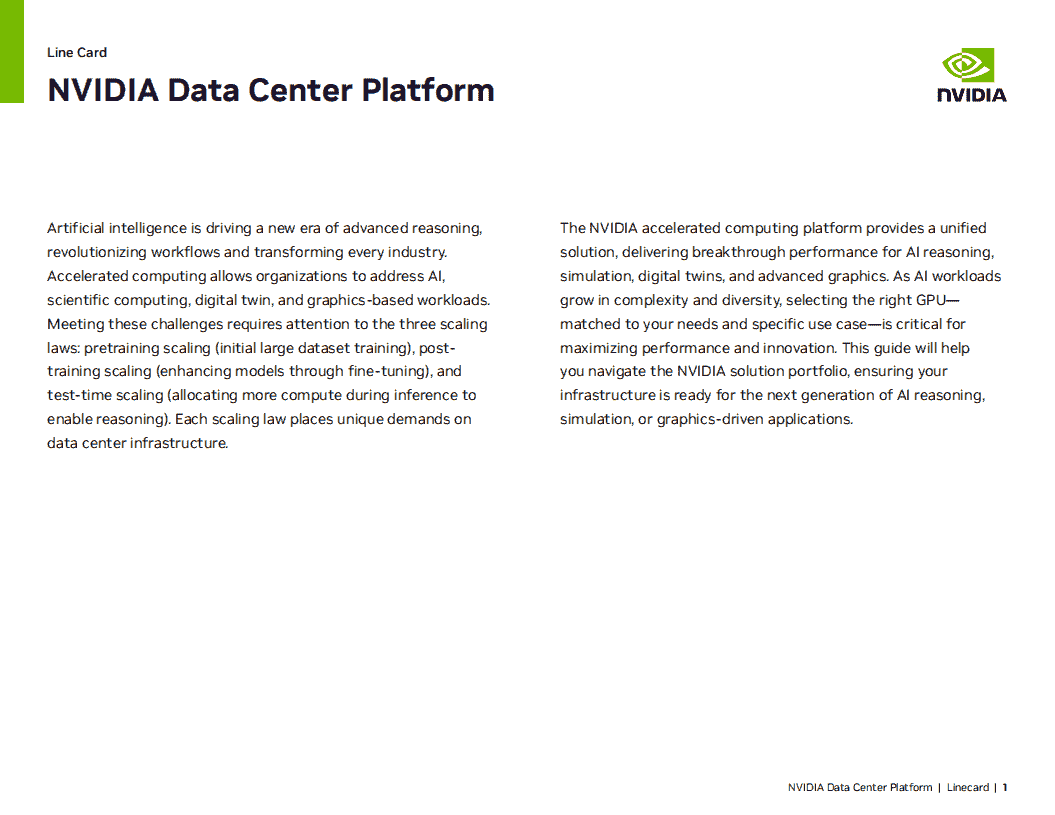 Line Card
NVIDIA Data Center Platform
NVIDIA
Artificial intelligence is driving a new era of advanced reasoning,
revolutionizing workflows and transforming every industry.
Accelerated computing allows organizations to address AI,
scientific computing, digital twin, and graphics-based workloads.
Meeting these challenges requires attention to the three scaling
laws: pretraining scaling (initial large dataset training), post-
training scaling (enhancing models through fine-tuning), and
test-time scaling (allocating more compute during inference to
enable reasoning). Each scaling law places unique demands on
data center infrastructure.
The NVIDIA accelerated computing platform provides a unified
solution, delivering breakthrough performance for AI reasoning,
simulation, digital twins, and advanced graphics. As AI workloads
grow in complexity and diversity, selecting the right GPU—
matched to your needs and specific use case—is critical for
maximizing performance and innovation. This guide will help
you navigate the NVIDIA solution portfolio, ensuring your
infrastructure is ready for the next generation of AI reasoning,
simulation, or graphics-driven applications.
NVIDIA Data Center Platform | Linecard | 1